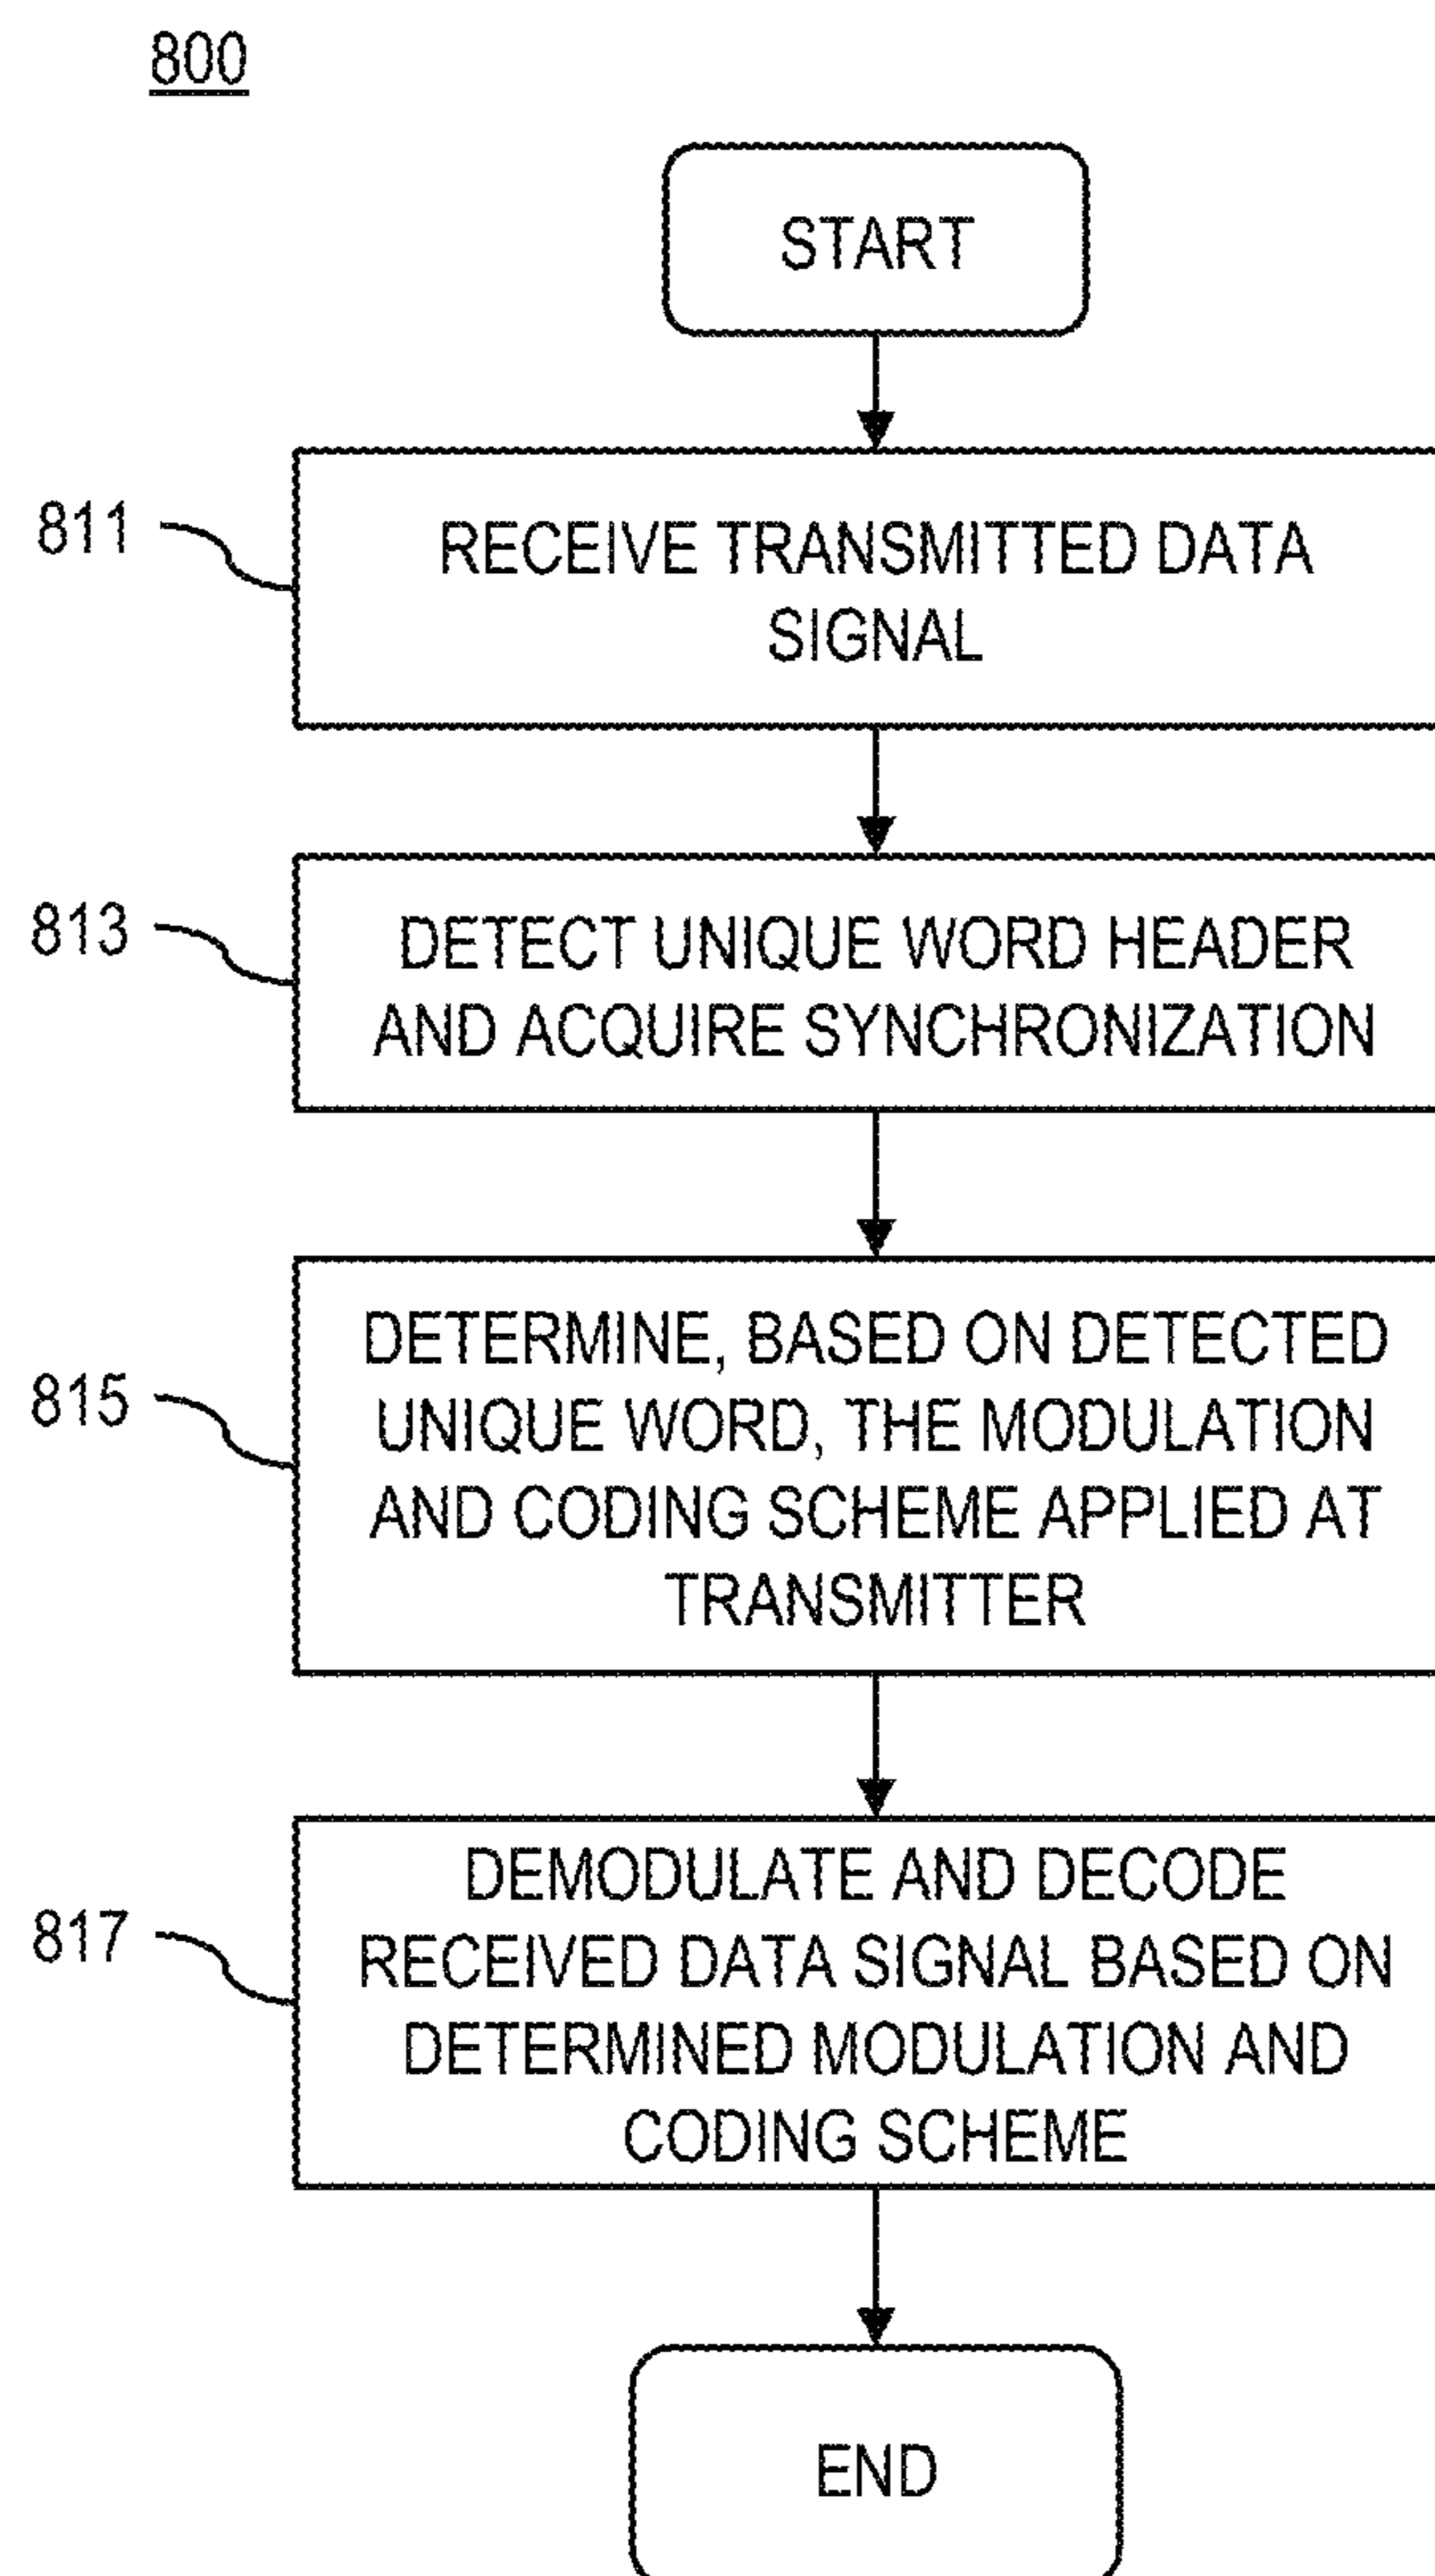 800
START
811
RECEIVE TRANSMITTED DATA
SIGNAL
813
DETECT UNIQUE WORD HEADER
AND ACQUIRE SYNCHRONIZATION
815
DETERMINE, BASED ON DETECTED
UNIQUE WORD, THE MODULATION
AND CODING SCHEME APPLIED AT
TRANSMITTER
817
DEMODULATE AND DECODE
RECEIVED DATA SIGNAL BASED ON
DETERMINED MODULATION AND
CODING SCHEME
END